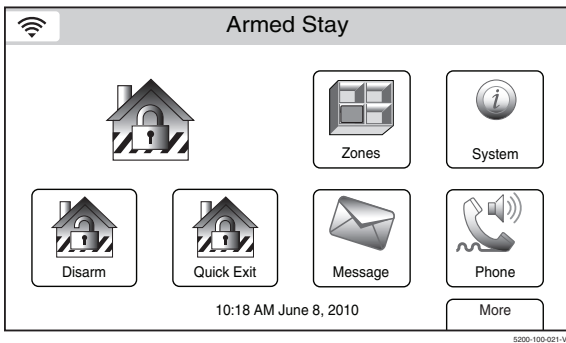 Armed Stay
Zones
System
Disarm
Quick Exit
Message
Phone
10:18 AM June 8, 2010
More
5200-100-021-V